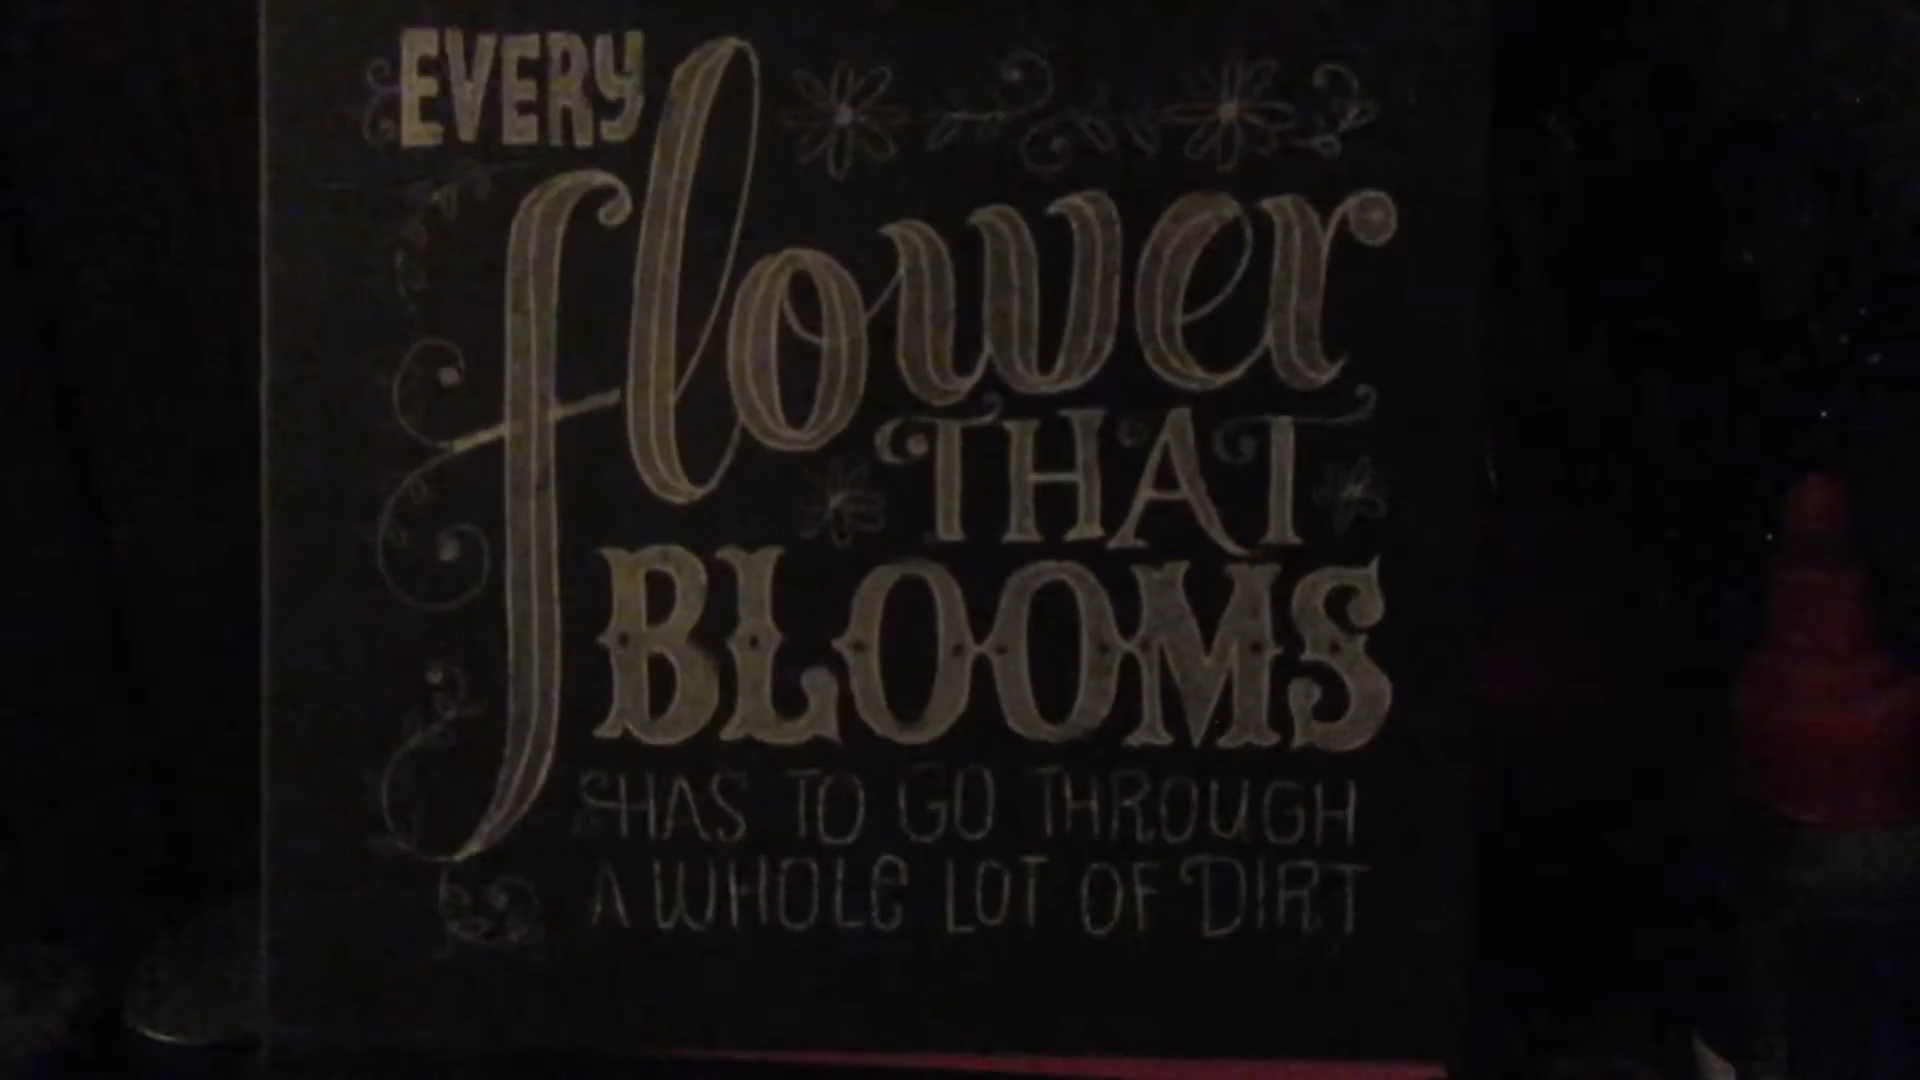 EVERY
flower
THAT
BLOOMS
HAS TO GO THROUGH
A WHOLE LOT OF DIRT